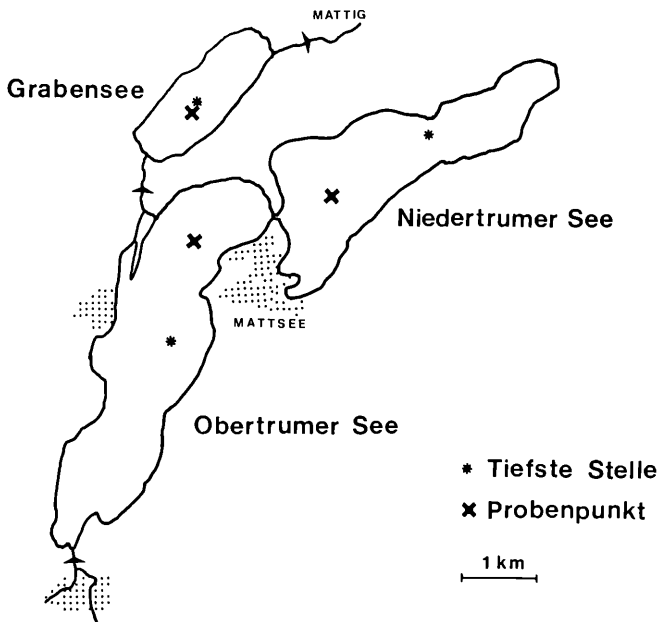 MATTIG
Grabensee
Niedertrumer See
MATTSEE
Obertrumer See
Tiefste Stelle
Probenpunkt
1 km